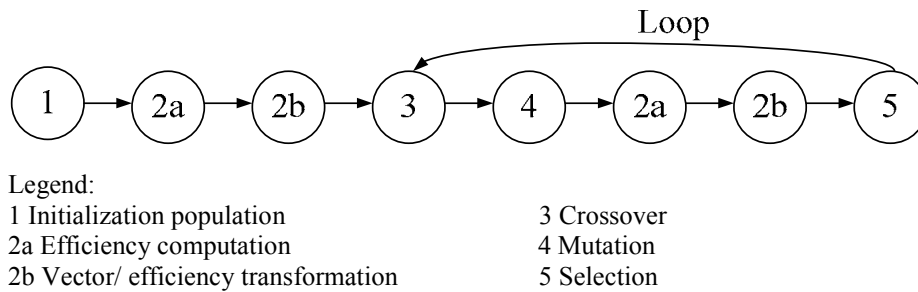 Loop
1 2a 2b 3 4 2a 2b 5
Legend:
1 Initialization population
2a Efficiency computation
2b Vector/ efficiency transformation
3 Crossover
4 Mutation
5 Selection